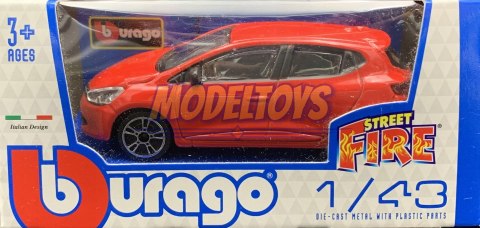 3+
AGES
burago
MODELTOYS
Italian Design
STREET
FIRE®
burago®
1/43
DIE-CAST METAL WITH PLASTIC PARTS